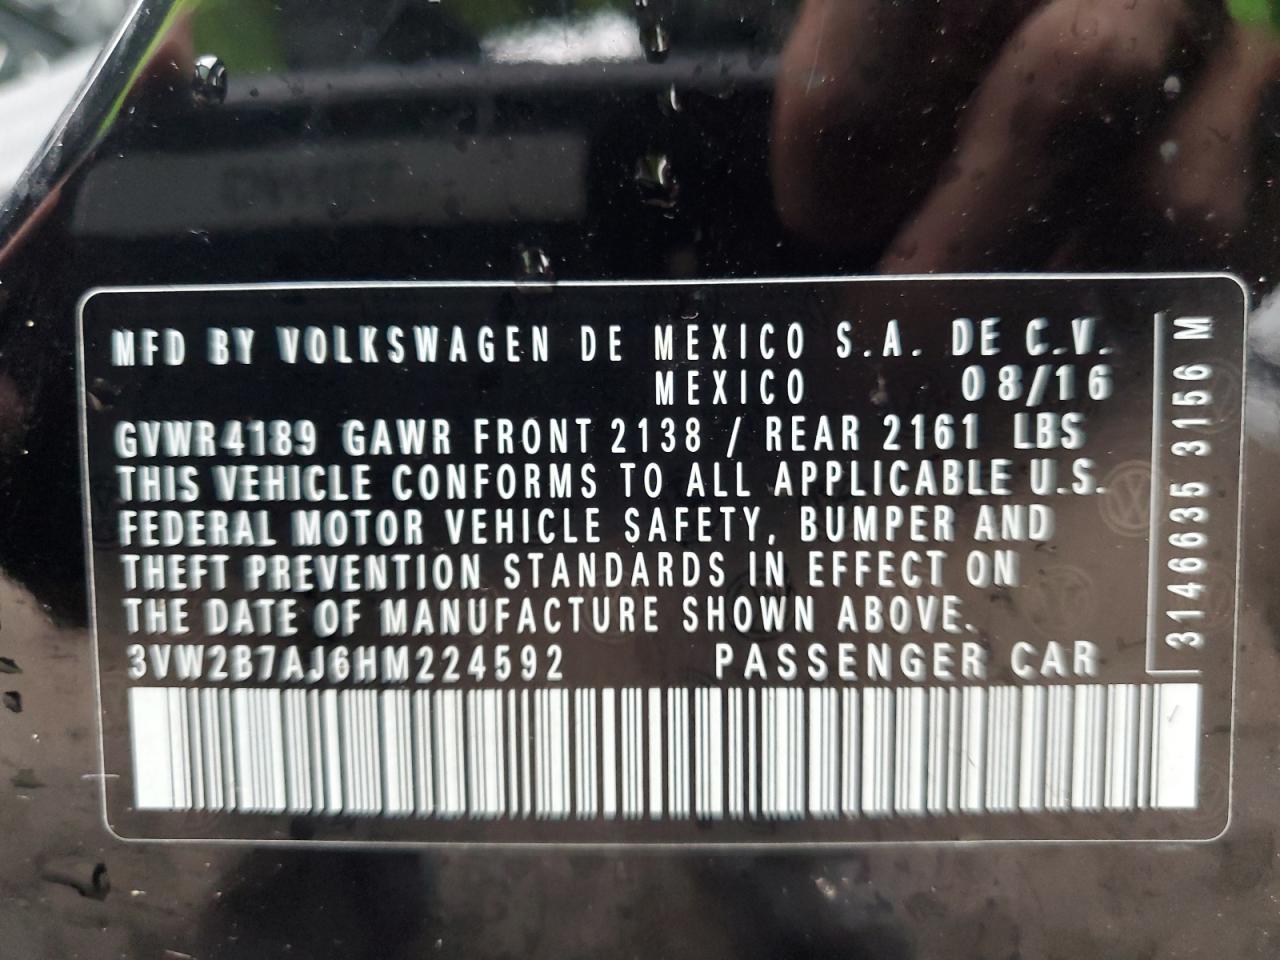 MFD BY VOLKSWAGEN DE MEXICO S.A. DE C.V.
MEXICO 08/16
GVWR4189 GAWR FRONT 2138 / REAR 2161 LBS
THIS VEHICLE CONFORMS TO ALL APPLICABLE U.S.
FEDERAL MOTOR VEHICLE SAFETY, BUMPER AND
THEFT PREVENTION STANDARDS IN EFFECT ON
THE DATE OF MANUFACTURE SHOWN ABOVE.
3VW2B7AJ6HM224592 PASSENGER CAR
3146635 3156 M